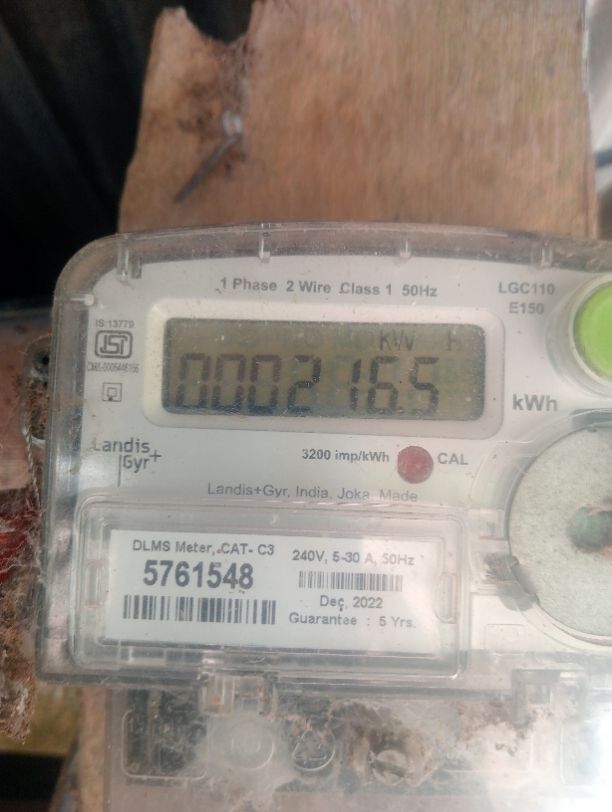 1 Phase 2 Wire Class 1 50Hz
LGC110
E150
IS:13779
kW h
000216.5
kWh
Landis
Gyr+
3200 imp/kWh
CAL
Landis+Gyr, India, Joka, Made
DLMS Meter, CAT- C3
5761548
240V, 5-30 A, 50Hz
Dec, 2022
Guarantee : 5 Yrs.